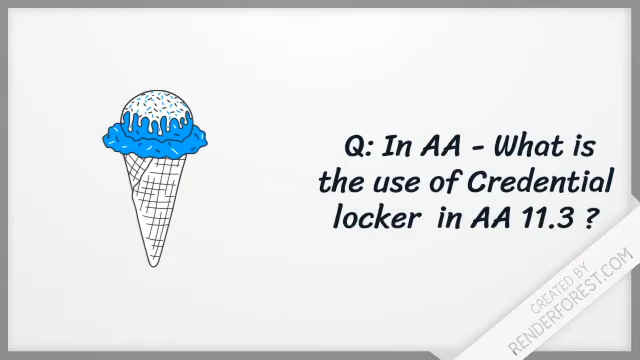 Q: In AA - What is
the use of Credential
locker in AA 11.3 ?
CREATED BY
RENDERFOREST.COM